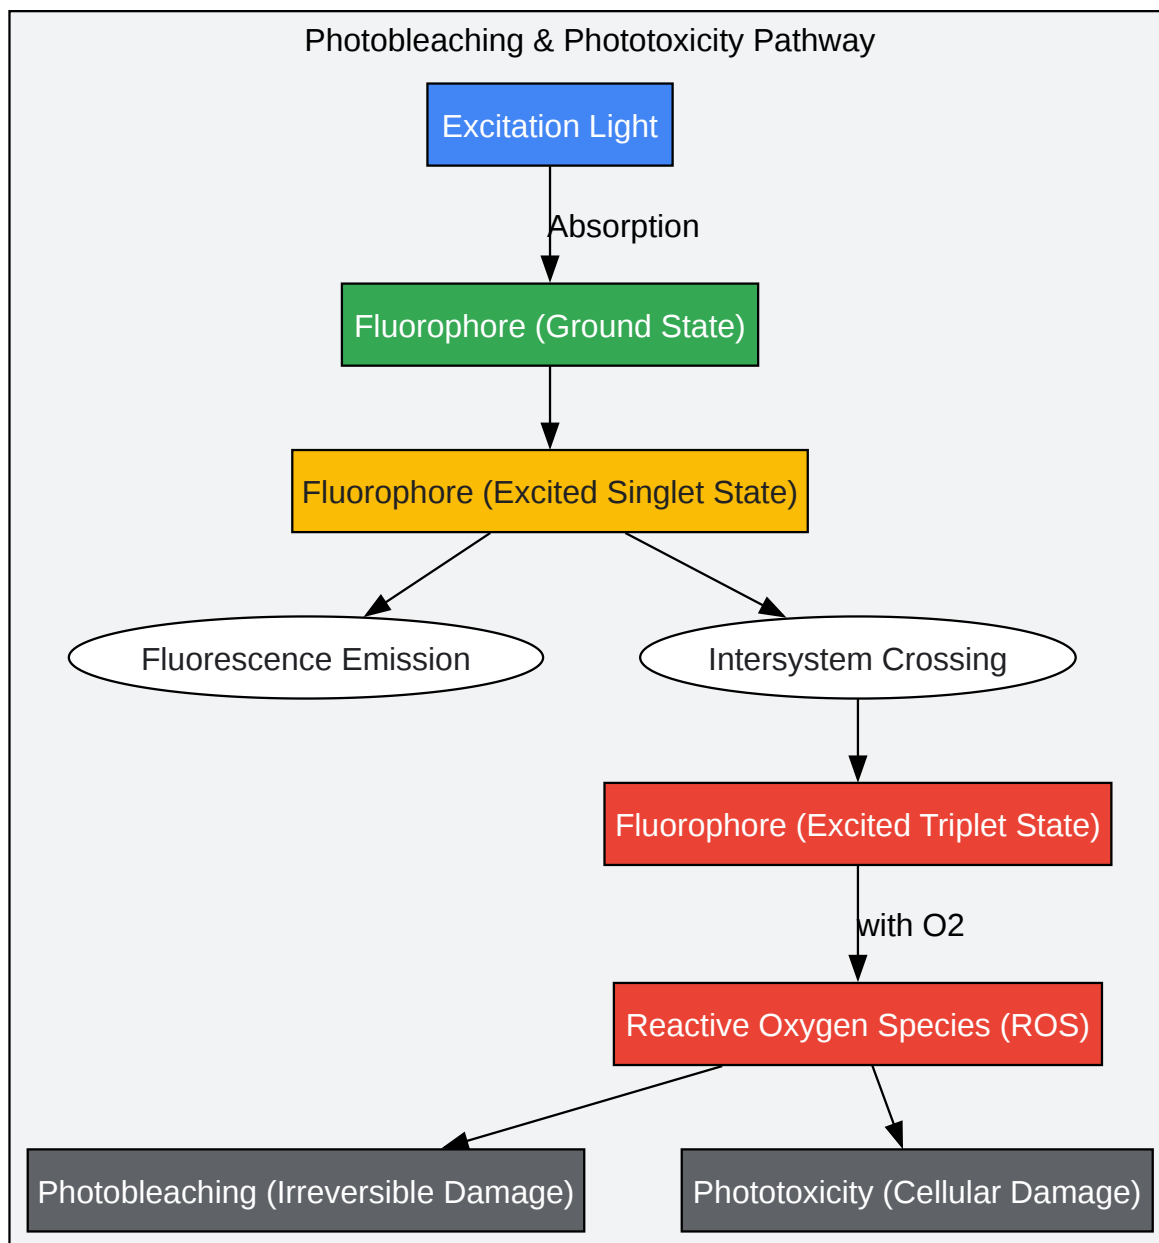 Photobleaching & Phototoxicity Pathway
Excitation Light
Absorption
Fluorophore (Ground State)
Fluorophore (Excited Singlet State)
Fluorescence Emission
Intersystem Crossing
Fluorophore (Excited Triplet State)
with O2
Reactive Oxygen Species (ROS)
Photobleaching (Irreversible Damage)
Phototoxicity (Cellular Damage)